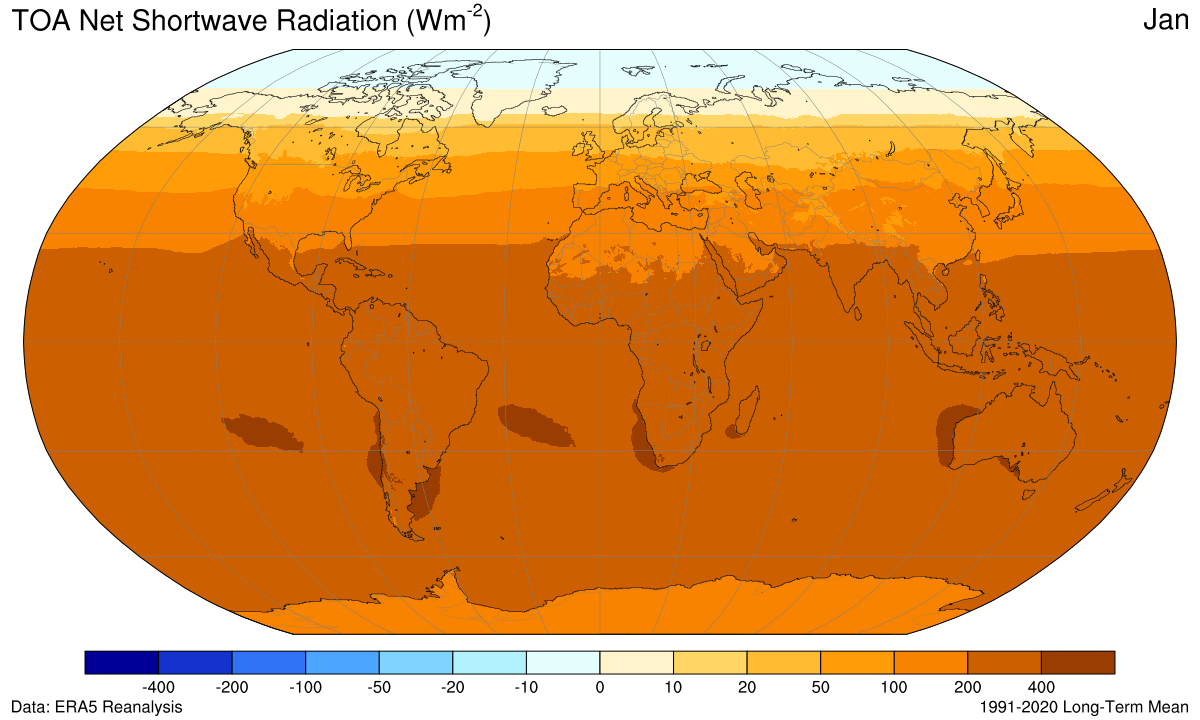 TOA Net Shortwave Radiation (Wm-2)
Jan
-400 -200 -100 -50 -20 -10 0 10 20 50 100 200 400
Data: ERA5 Reanalysis
1991-2020 Long-Term Mean